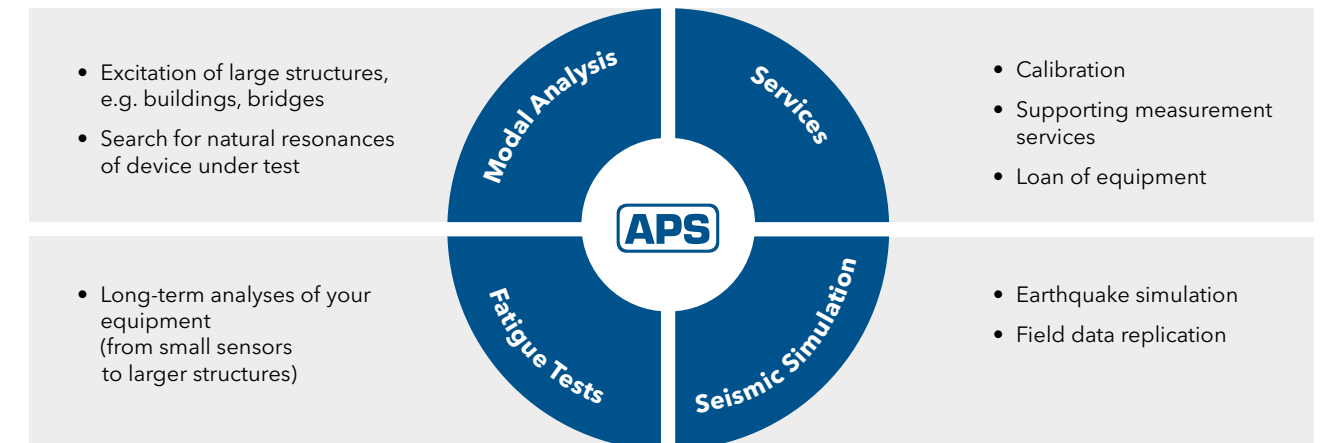 • Excitation of large structures,
e.g. buildings, bridges
• Search for natural resonances
of device under test
Modal Analysis
Services
• Calibration
• Supporting measurement
services
• Loan of equipment
APS
• Long-term analyses of your
equipment
(from small sensors
to larger structures)
Fatigue Tests
Seismic Simulation
• Earthquake simulation
• Field data replication